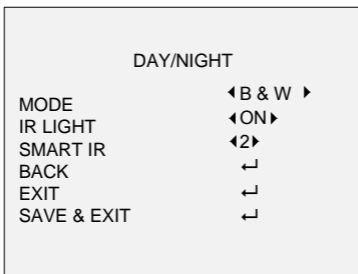 DAY/NIGHT
MODE ◂ B & W ▸
IR LIGHT ◂ ON ▸
SMART IR ◂ 2 ▸
BACK ↵
EXIT ↵
SAVE & EXIT ↵